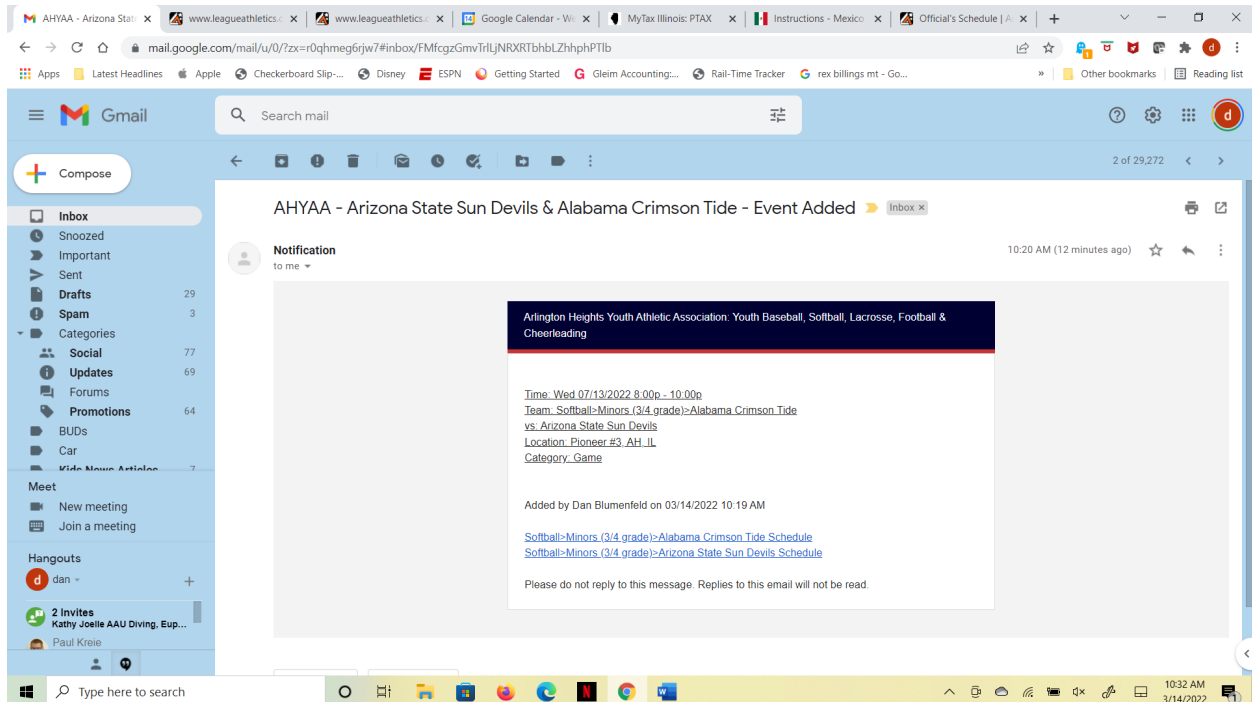 AHYAA - Arizona State
www.leagueathletics.c
www.leagueathletics.c
Google Calendar - We
MyTax Illinois: PTAX
Instructions - Mexico
Official's Schedule | A
mail.google.com/mail/u/0/?zx=r0qhmeg6rjw7#inbox/FMfcgzGmvTrlLjNRXRTbhbLZhhphPTlb
Apps
Latest Headlines
Apple
Checkerboard Slip-...
Disney
ESPN
Getting Started
Gleim Accounting:...
Rail-Time Tracker
rex billings mt - Go...
»
Other bookmarks
Reading list
Gmail
Search mail
Compose
2 of 29,272
Inbox
Snoozed
Important
Sent
Drafts 29
Spam 3
Categories
Social 77
Updates 69
Forums
Promotions 64
BUDs
Car
Kids News Articles 7
Meet
New meeting
Join a meeting
Hangouts
d dan
2 Invites
Kathy Joelle AAU Diving, Eup...
Paul Kreie
AHYAA - Arizona State Sun Devils & Alabama Crimson Tide - Event Added
Inbox ×
Notification
10:20 AM (12 minutes ago)
to me
Arlington Heights Youth Athletic Association: Youth Baseball, Softball, Lacrosse, Football &
Cheerleading
Time: Wed 07/13/2022 8:00p - 10:00p
Team: Softball>Minors (3/4 grade)>Alabama Crimson Tide
vs: Arizona State Sun Devils
Location: Pioneer #3, AH, IL
Category: Game
Added by Dan Blumenfeld on 03/14/2022 10:19 AM
Softball>Minors (3/4 grade)>Alabama Crimson Tide Schedule
Softball>Minors (3/4 grade)>Arizona State Sun Devils Schedule
Please do not reply to this message. Replies to this email will not be read.
Type here to search
10:32 AM
3/14/2022